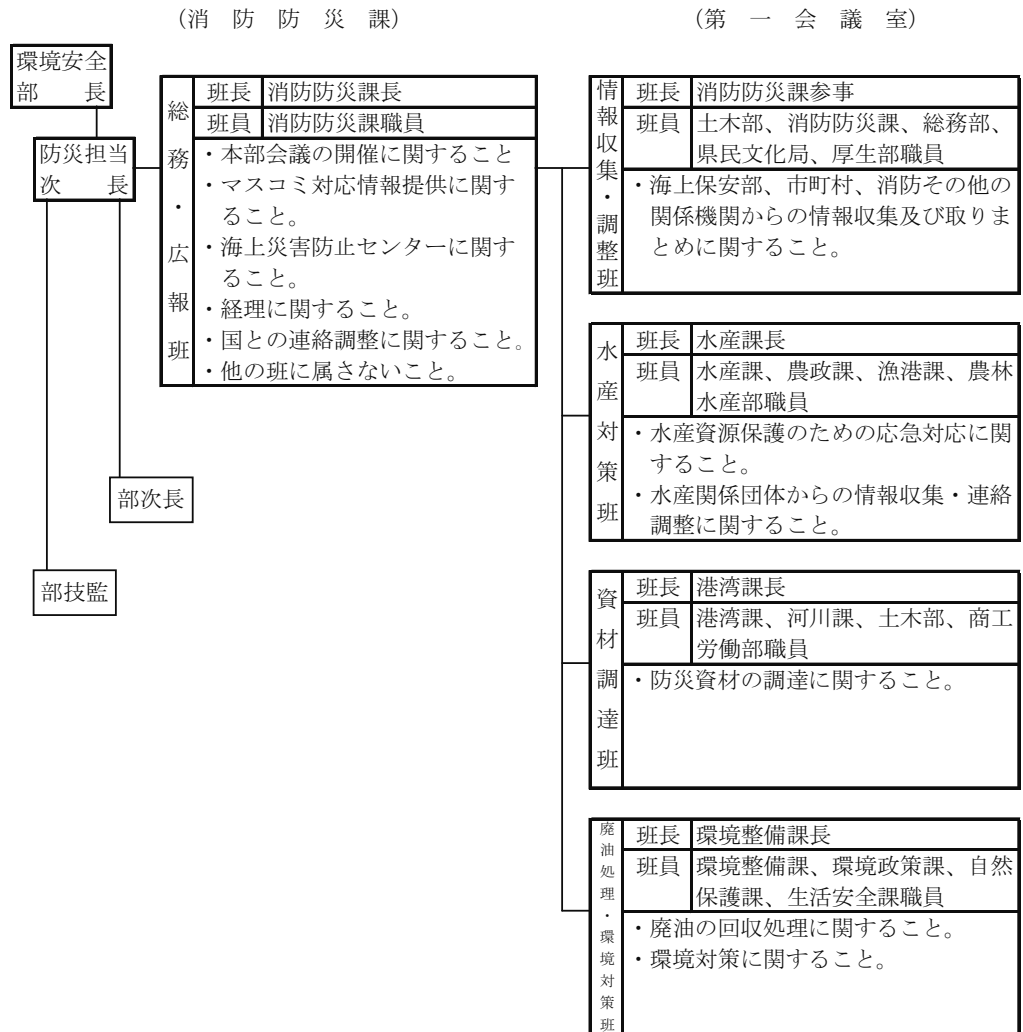 (消防防災課)
(第一会議室)
環境安全
部長
防災担当
次長
部次長
部技監
総務・広報班
班長 消防防災課長
班員 消防防災課職員
・本部会議の開催に関すること
・マスコミ対応情報提供に関す
ること。
・海上災害防止センターに関す
ること。
・経理に関すること。
・国との連絡調整に関すること。
・他の班に属さないこと。
情報収集・調整班
班長 消防防災課参事
班員 土木部、消防防災課、総務部、
県民文化局、厚生部職員
・海上保安部、市町村、消防その他の
関係機関からの情報収集及び取りま
とめに関すること。
水産対策班
班長 水産課長
班員 水産課、農政課、漁港課、農林
水産部職員
・水産資源保護のための応急対応に関
すること。
・水産関係団体からの情報収集・連絡
調整に関すること。
資材調達班
班長 港湾課長
班員 港湾課、河川課、土木部、商工
労働部職員
・防災資材の調達に関すること。
廃油処理・環境対策班
班長 環境整備課長
班員 環境整備課、環境政策課、自然
保護課、生活安全課職員
・廃油の回収処理に関すること。
・環境対策に関すること。